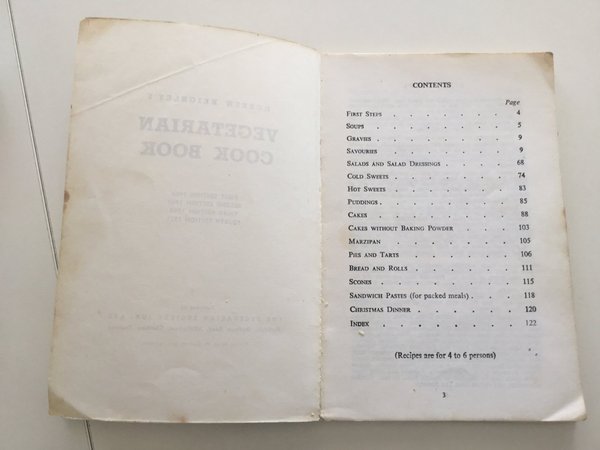 VEGETARIAN
COOK BOOK
CONTENTS
Page
FIRST STEPS . . . . . . . 4
SOUPS . . . . . . . . 5
GRAVIES . . . . . . . . 9
SAVOURIES . . . . . . . 9
SALADS AND SALAD DRESSINGS . . . . 68
COLD SWEETS . . . . . . . 74
HOT SWEETS . . . . . . . 83
PUDDINGS . . . . . . . . 85
CAKES . . . . . . . . 88
CAKES WITHOUT BAKING POWDER . . . . 103
MARZIPAN . . . . . . . 105
PIES AND TARTS . . . . . . 106
BREAD AND ROLLS . . . . . . 111
SCONES . . . . . . . . 115
SANDWICH PASTES (for packed meals) . . . 118
CHRISTMAS DINNER . . . . . . 120
INDEX . . . . . . . . 122
(Recipes are for 4 to 6 persons)
3